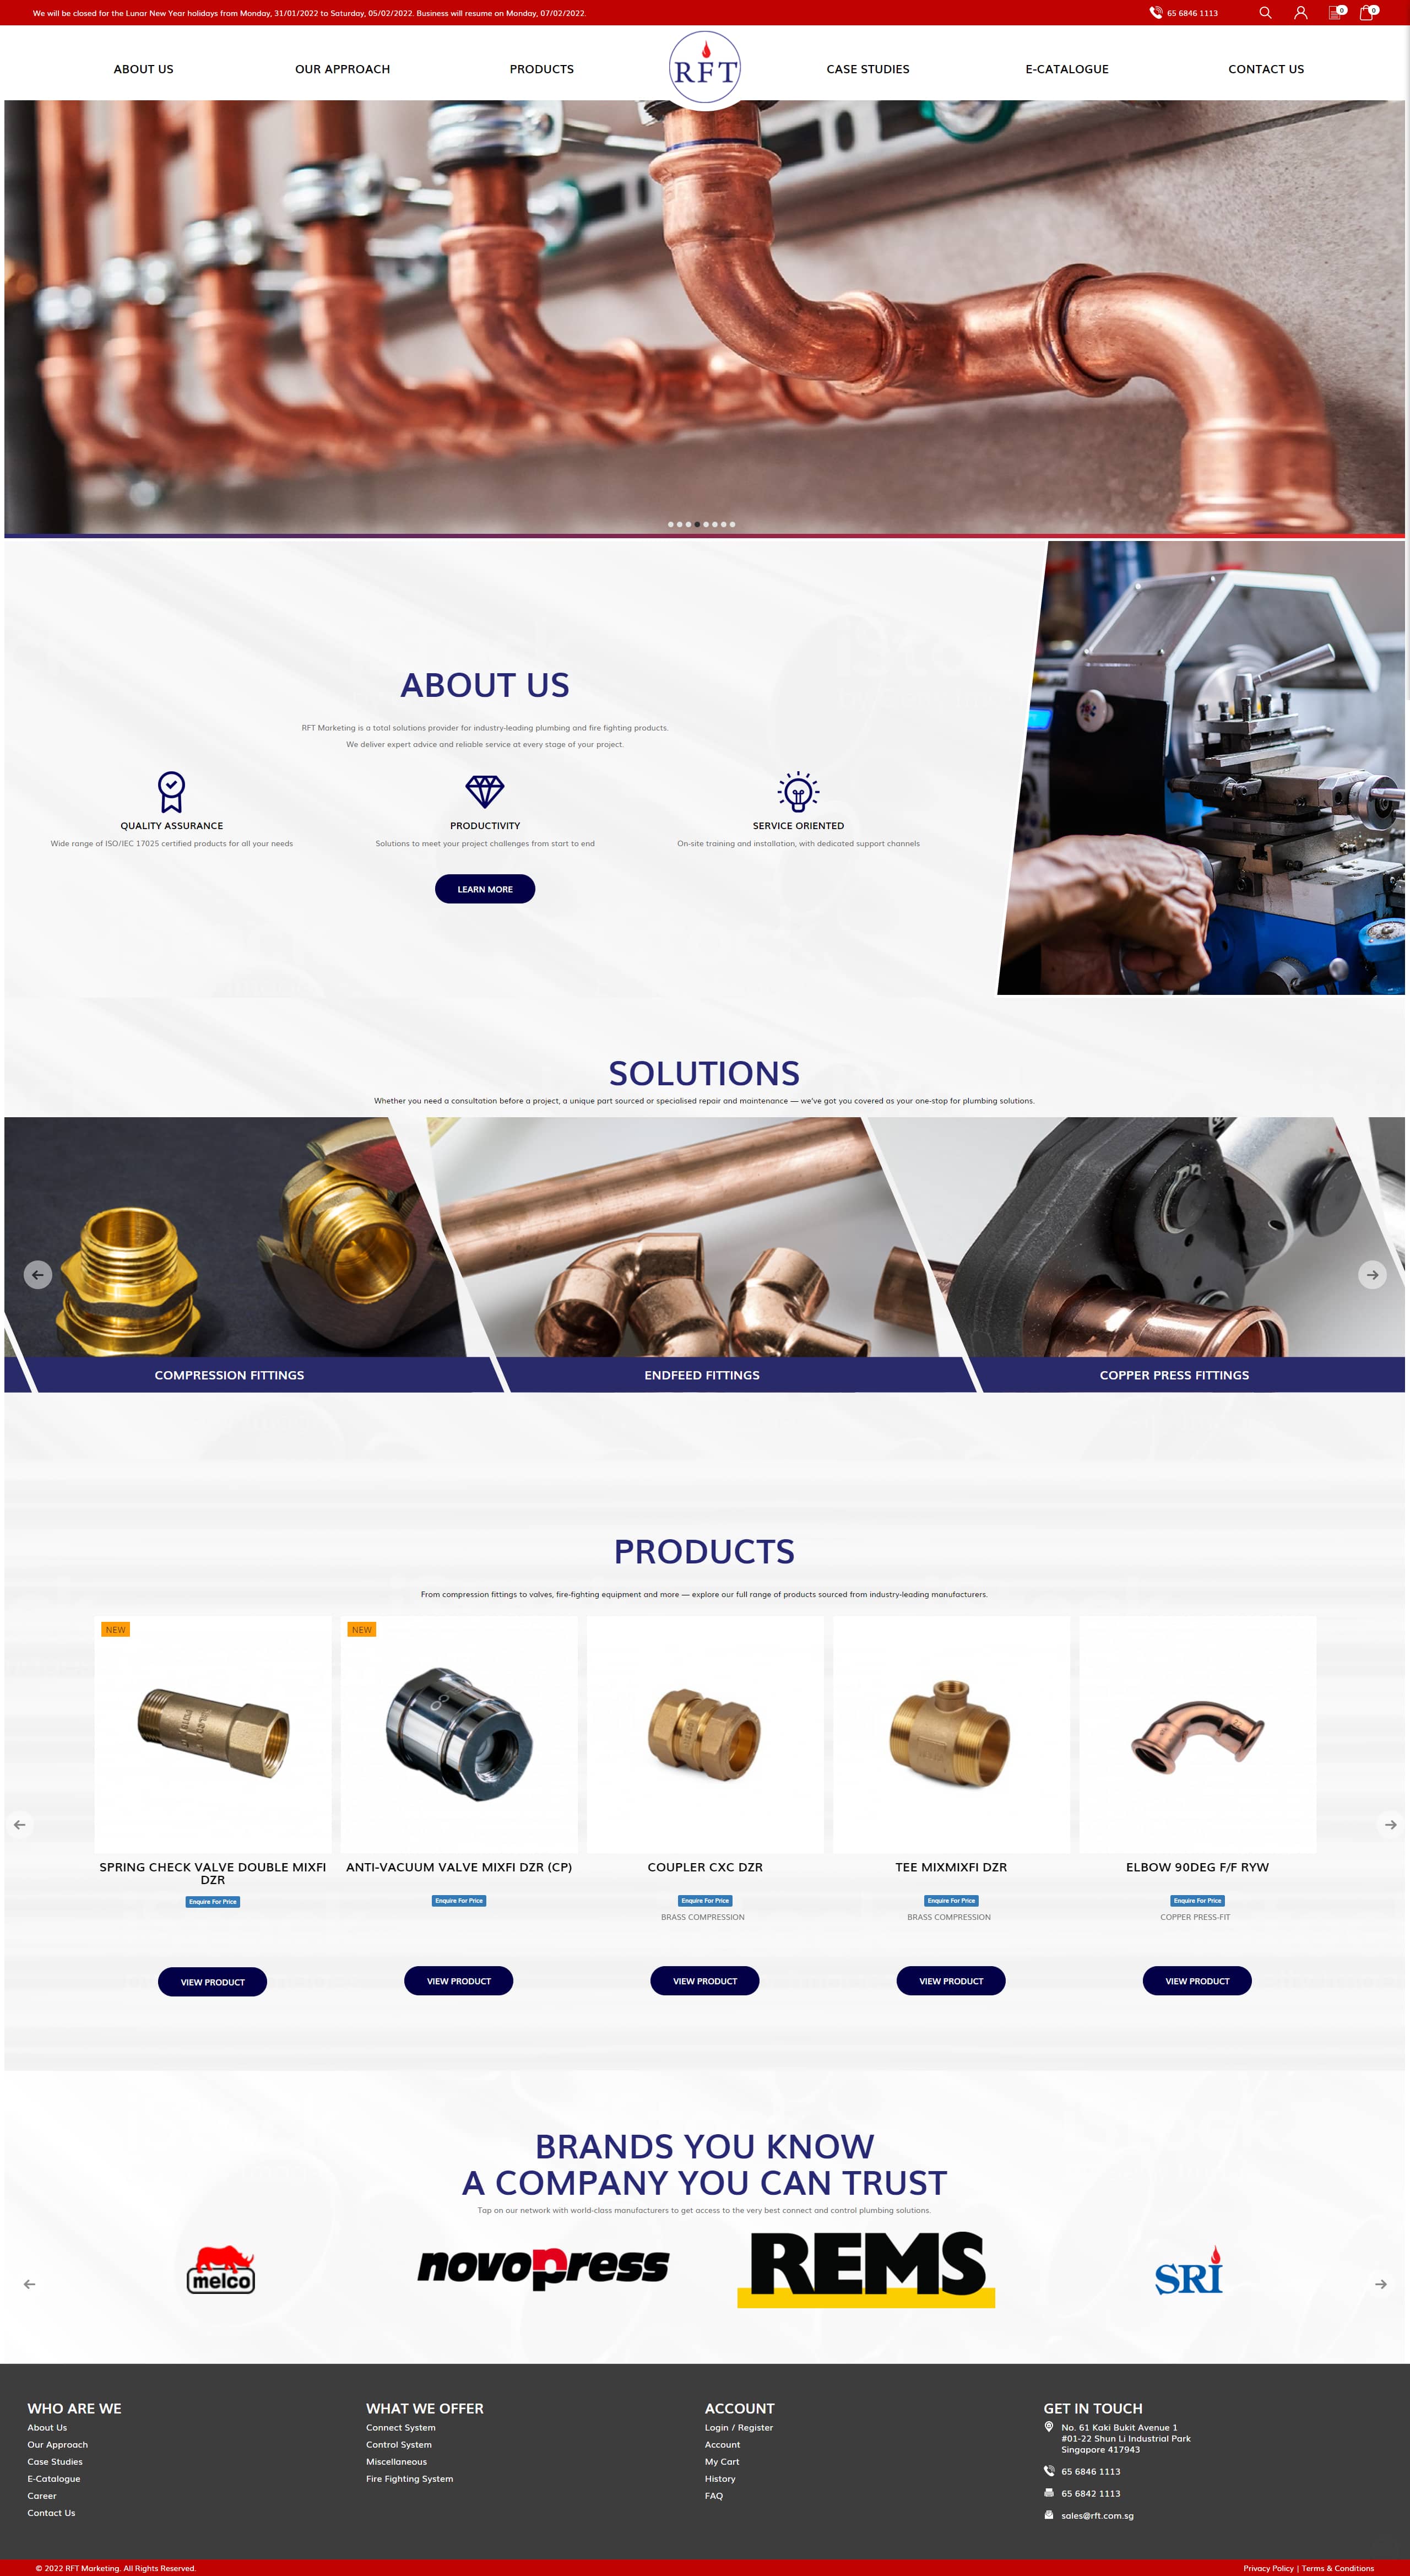 We will be closed for the Lunar New Year holidays from Monday, 31/01/2022 to Saturday, 05/02/2022. Business will resume on Monday, 07/02/2022.
65 6846 1113
0
0
ABOUT US
OUR APPROACH
PRODUCTS
RFT
CASE STUDIES
E-CATALOGUE
CONTACT US
ABOUT US
RFT Marketing is a total solutions provider for industry-leading plumbing and fire fighting products.
We deliver expert advice and reliable service at every stage of your project.
QUALITY ASSURANCE
Wide range of ISO/IEC 17025 certified products for all your needs
PRODUCTIVITY
Solutions to meet your project challenges from start to end
SERVICE ORIENTED
On-site training and installation, with dedicated support channels
LEARN MORE
SOLUTIONS
Whether you need a consultation before a project, a unique part sourced or specialised repair and maintenance — we've got you covered as your one-stop for plumbing solutions.
COMPRESSION FITTINGS
ENDFEED FITTINGS
COPPER PRESS FITTINGS
PRODUCTS
From compression fittings to valves, fire-fighting equipment and more — explore our full range of products sourced from industry-leading manufacturers.
NEW
SPRING CHECK VALVE DOUBLE MIXFI
DZR
Enquire For Price
VIEW PRODUCT
NEW
ANTI-VACUUM VALVE MIXFI DZR (CP)
Enquire For Price
VIEW PRODUCT
COUPLER CXC DZR
Enquire For Price
BRASS COMPRESSION
VIEW PRODUCT
TEE MIXMIXFI DZR
Enquire For Price
BRASS COMPRESSION
VIEW PRODUCT
ELBOW 90DEG F/F RYW
Enquire For Price
COPPER PRESS-FIT
VIEW PRODUCT
BRANDS YOU KNOW
A COMPANY YOU CAN TRUST
Tap on our network with world-class manufacturers to get access to the very best connect and control plumbing solutions.
melco
novopress
REMS
SRI
WHO ARE WE
About Us
Our Approach
Case Studies
E-Catalogue
Career
Contact Us
WHAT WE OFFER
Connect System
Control System
Miscellaneous
Fire Fighting System
ACCOUNT
Login / Register
Account
My Cart
History
FAQ
GET IN TOUCH
No. 61 Kaki Bukit Avenue 1
#01-22 Shun Li Industrial Park
Singapore 417943
65 6846 1113
65 6842 1113
sales@rft.com.sg
© 2022 RFT Marketing. All Rights Reserved.
Privacy Policy | Terms & Conditions